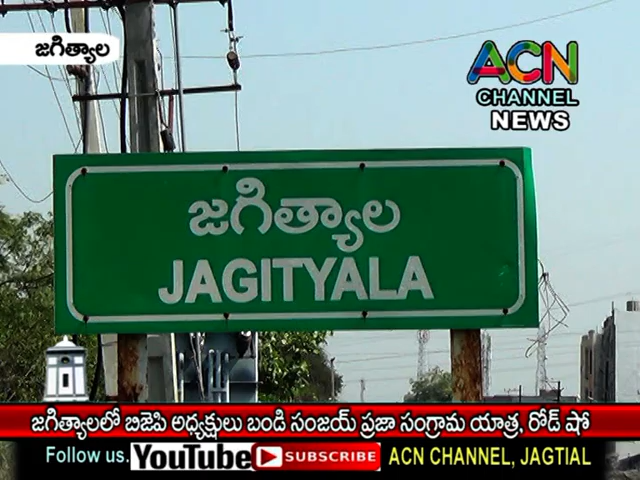 జగిత్యాల
ACN
CHANNEL
NEWS
జగిత్యాల
JAGITYALA
జగిత్యాలలో బిజెపి అధ్యక్షులు బండి సంజయ్ ప్రజా సంగ్రామ యాత్ర, రోడ్ షో
Follow us. YouTube SUBSCRIBE ACN CHANNEL, JAGTIAL